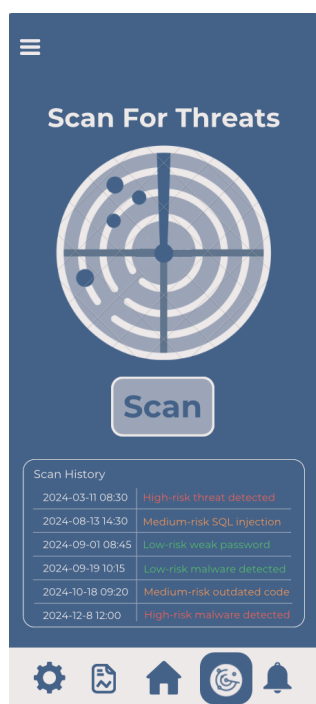 Scan For Threats
Scan
Scan History
2024-03-11 08:30 High-risk threat detected
2024-08-13 14:30 Medium-risk SQL injection
2024-09-01 08:45 Low-risk weak password
2024-09-19 10:15 Low-risk malware detected
2024-10-18 09:20 Medium-risk outdated code
2024-12-8 12:00 High-risk malware detected